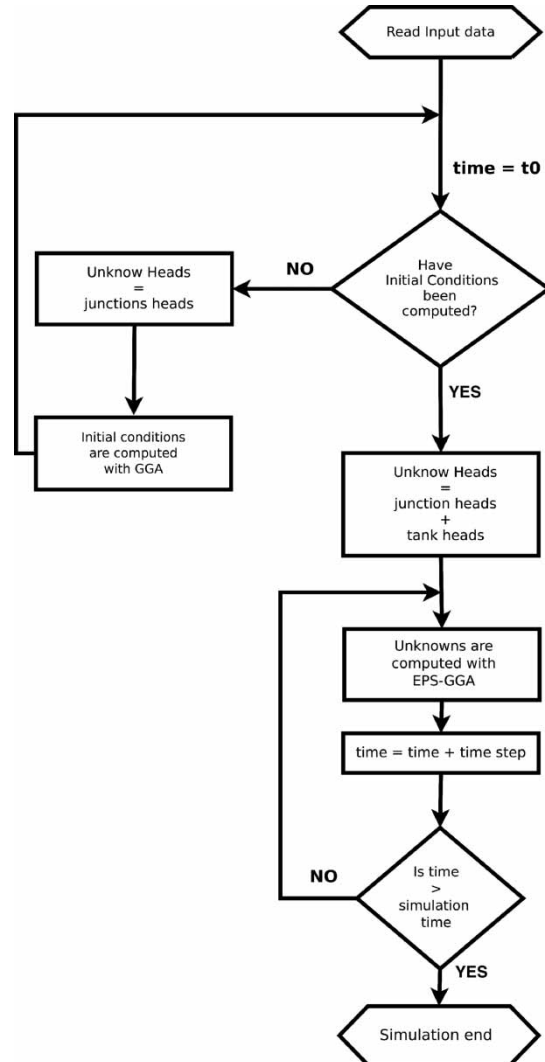 Read Input data
time = t0
Have
Initial Conditions
been
computed?
NO
Unknow Heads
=
junctions heads
Initial conditions
are computed
with GGA
YES
Unknow Heads
=
junction heads
+
tank heads
Unknowns are
computed with
EPS-GGA
time = time + time step
Is time
>
simulation
time
NO
YES
Simulation end